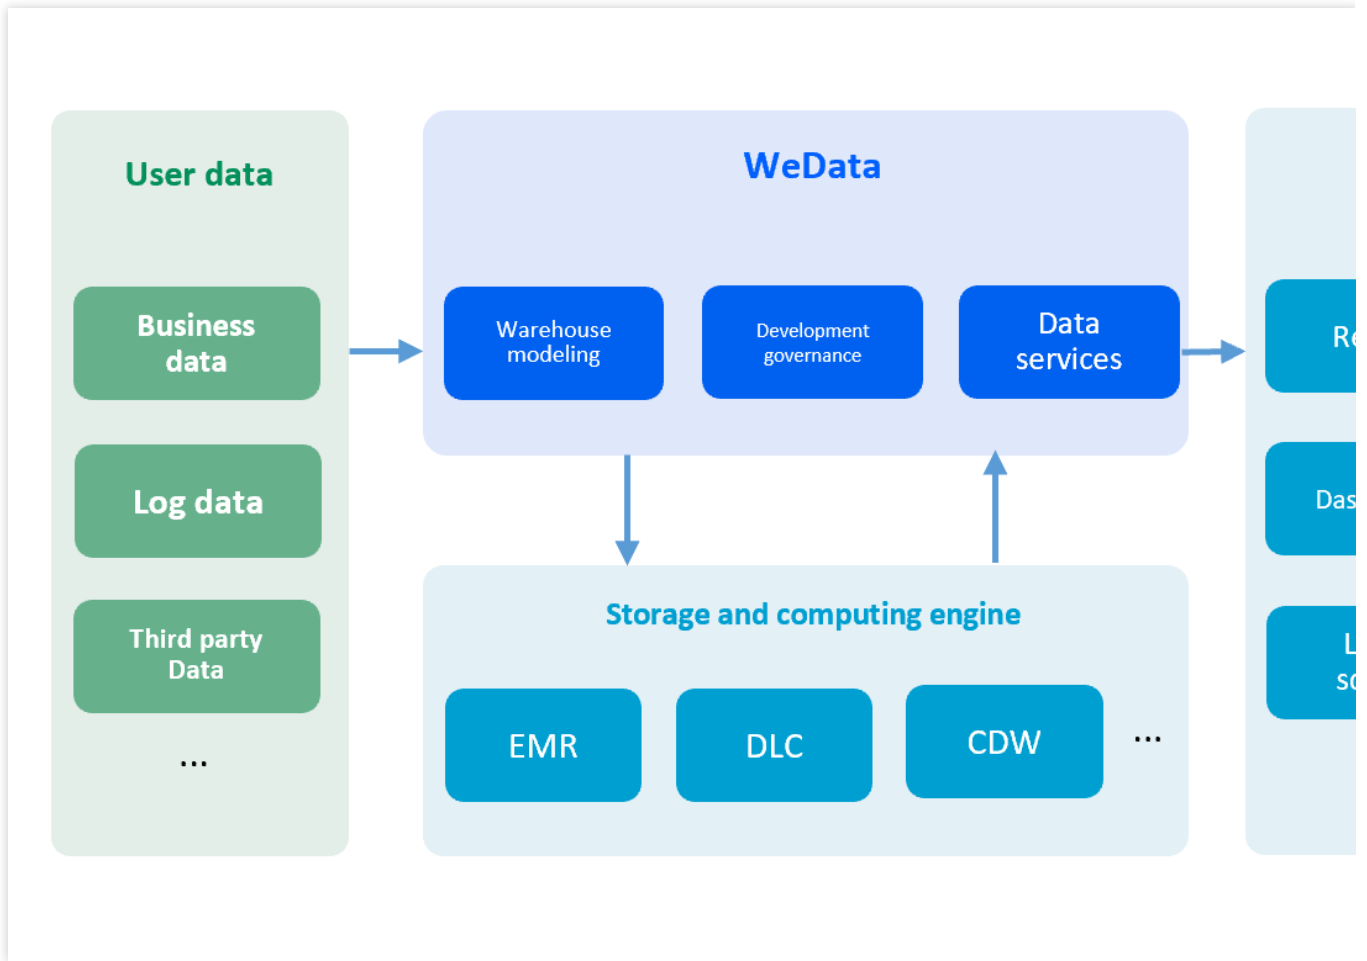 User data
Business
data
Log data
Third party
Data
...
WeData
Warehouse
modeling
Development
governance
Data
services
Storage and computing engine
EMR
DLC
CDW
...